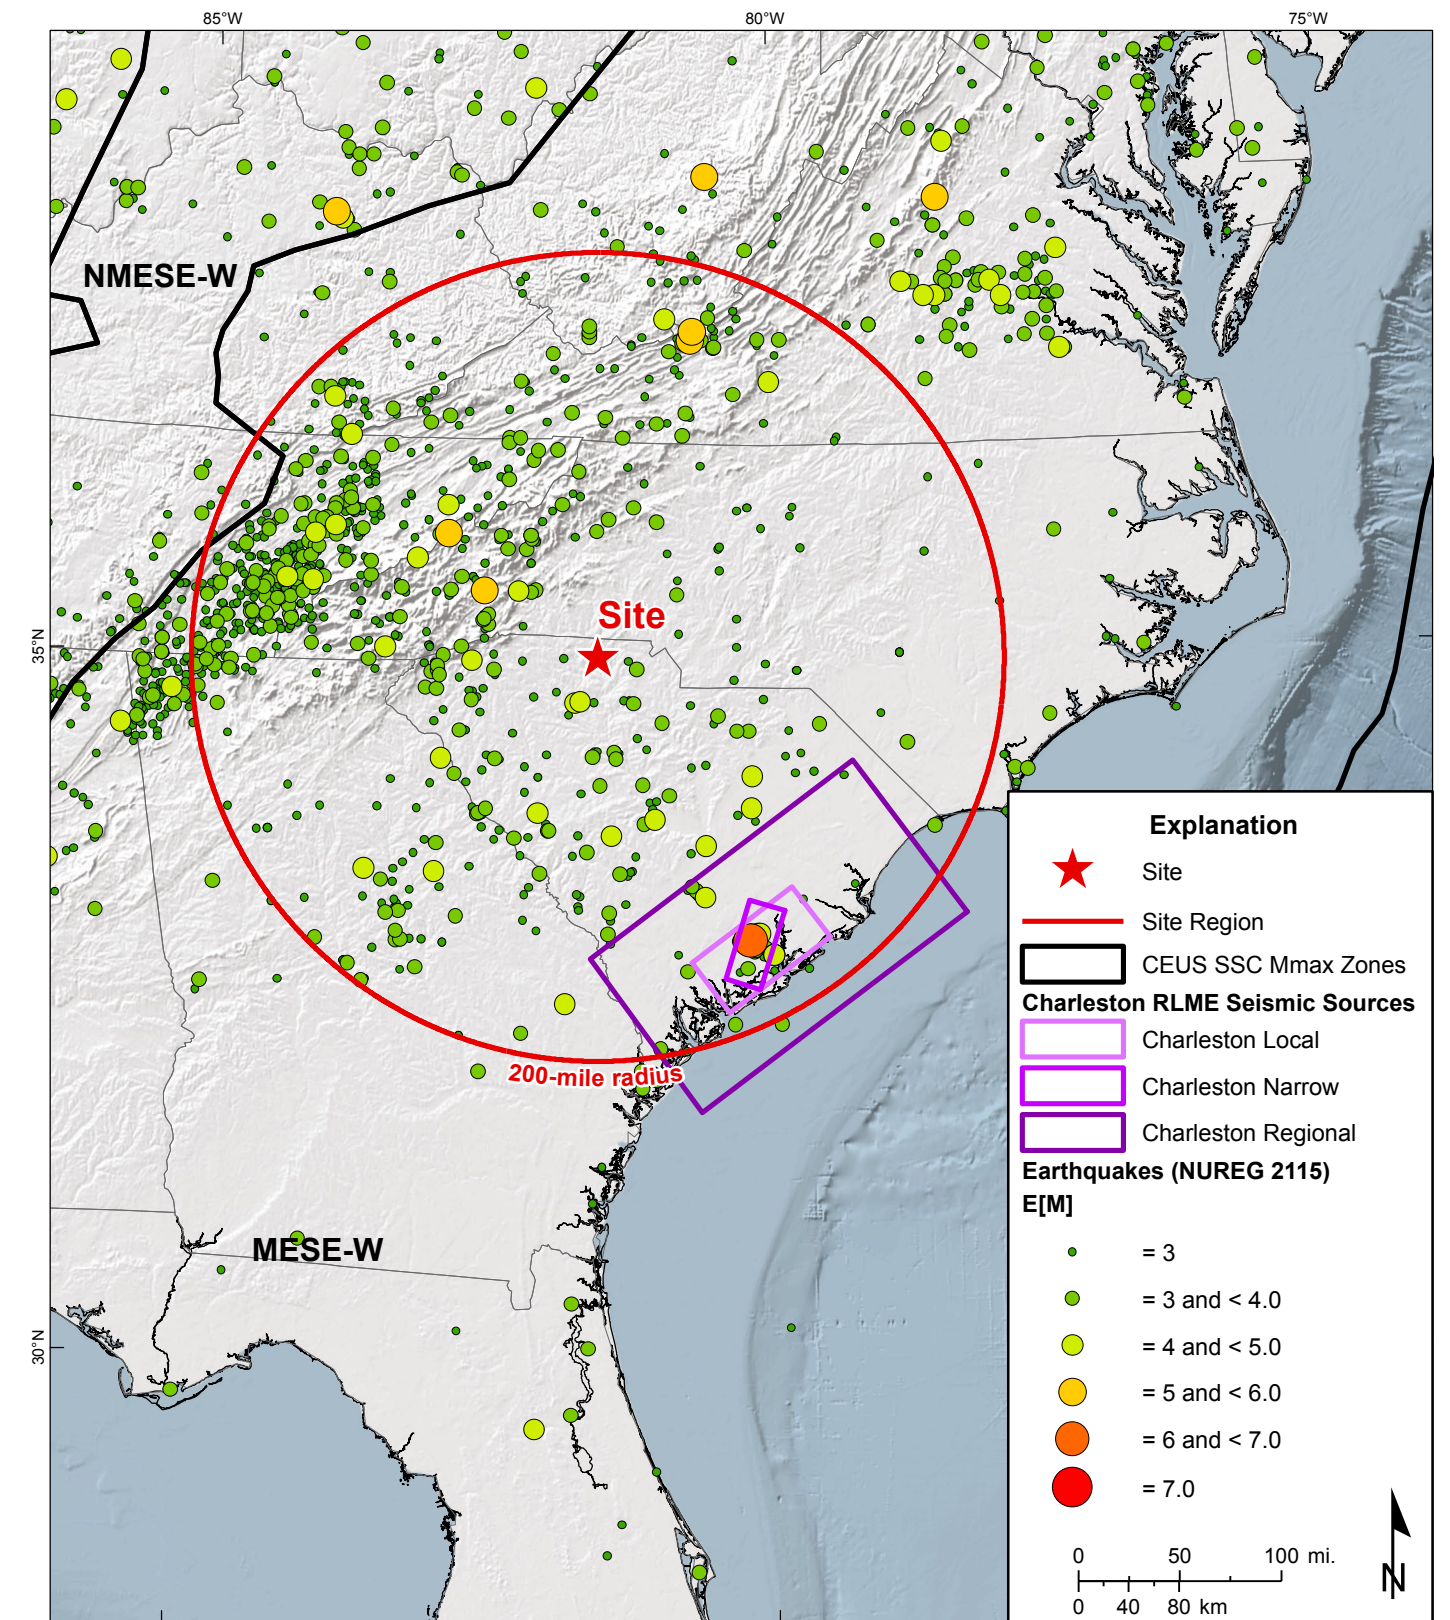 85°W 80°W 75°W
NMESE-W
35°N
Site
200-mile radius
MESE-W
30°N
Explanation
Site
Site Region
CEUS SSC Mmax Zones
Charleston RLME Seismic Sources
Charleston Local
Charleston Narrow
Charleston Regional
Earthquakes (NUREG 2115)
E[M]
= 3
= 3 and < 4.0
= 4 and < 5.0
= 5 and < 6.0
= 6 and < 7.0
= 7.0
0 50 100 mi.
0 40 80 km
N